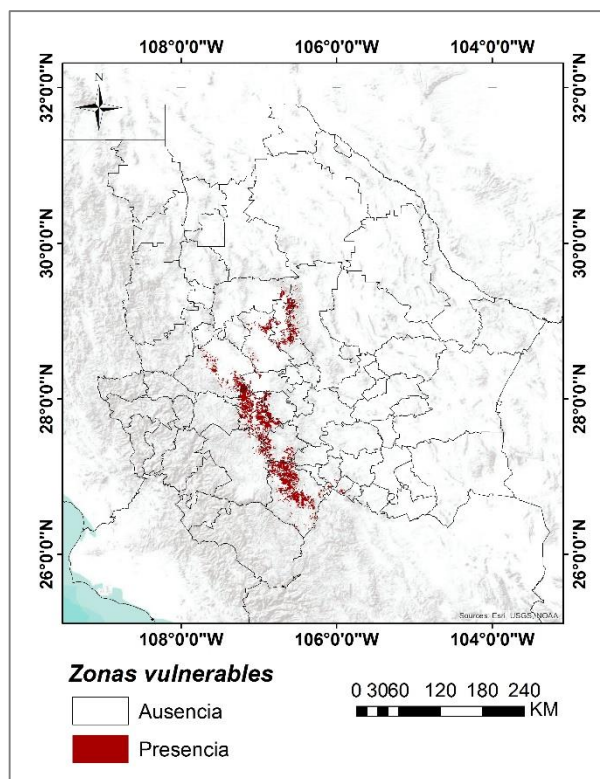 108°0'0"W 106°0'0"W 104°0'0"W
N
32°0'0"N 32°0'0"N
30°0'0"N 30°0'0"N
28°0'0"N 28°0'0"N
26°0'0"N 26°0'0"N
Sources: Esri, USGS, NOAA
108°0'0"W 106°0'0"W 104°0'0"W
Zonas vulnerables
Ausencia
Presencia
0 3060 120 180 240
KM